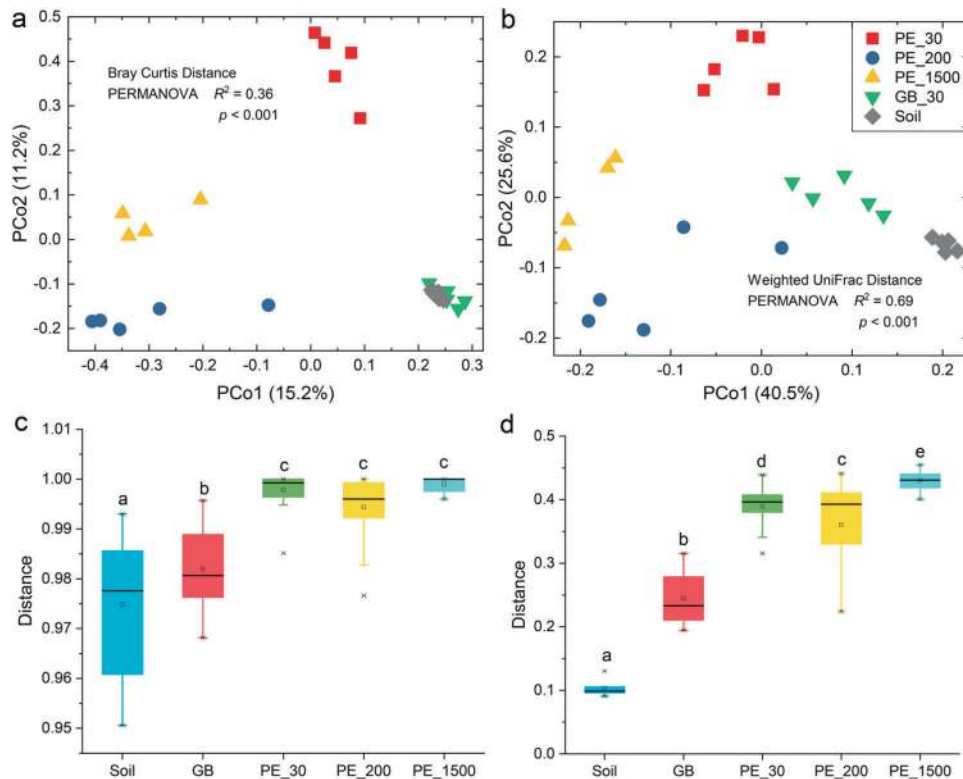 a
Bray Curtis Distance
PERMANOVA R² = 0.36
p < 0.001
PCo2 (11.2%)
0.5
0.4
0.3
0.2
0.1
0.0
-0.1
-0.2
-0.4 -0.3 -0.2 -0.1 0.0 0.1 0.2 0.3
PCo1 (15.2%)
b
PE_30
PE_200
PE_1500
GB_30
Soil
Weighted UniFrac Distance
PERMANOVA R² = 0.69
p < 0.001
PCo2 (25.6%)
0.2
0.1
0.0
-0.1
-0.2
-0.2 -0.1 0.0 0.1 0.2
PCo1 (40.5%)
c
Distance
1.01
1.00
0.99
0.98
0.97
0.96
0.95
a b c c c
Soil GB PE_30 PE_200 PE_1500
d
Distance
0.5
0.4
0.3
0.2
0.1
0.0
a b d c e
Soil GB PE_30 PE_200 PE_1500